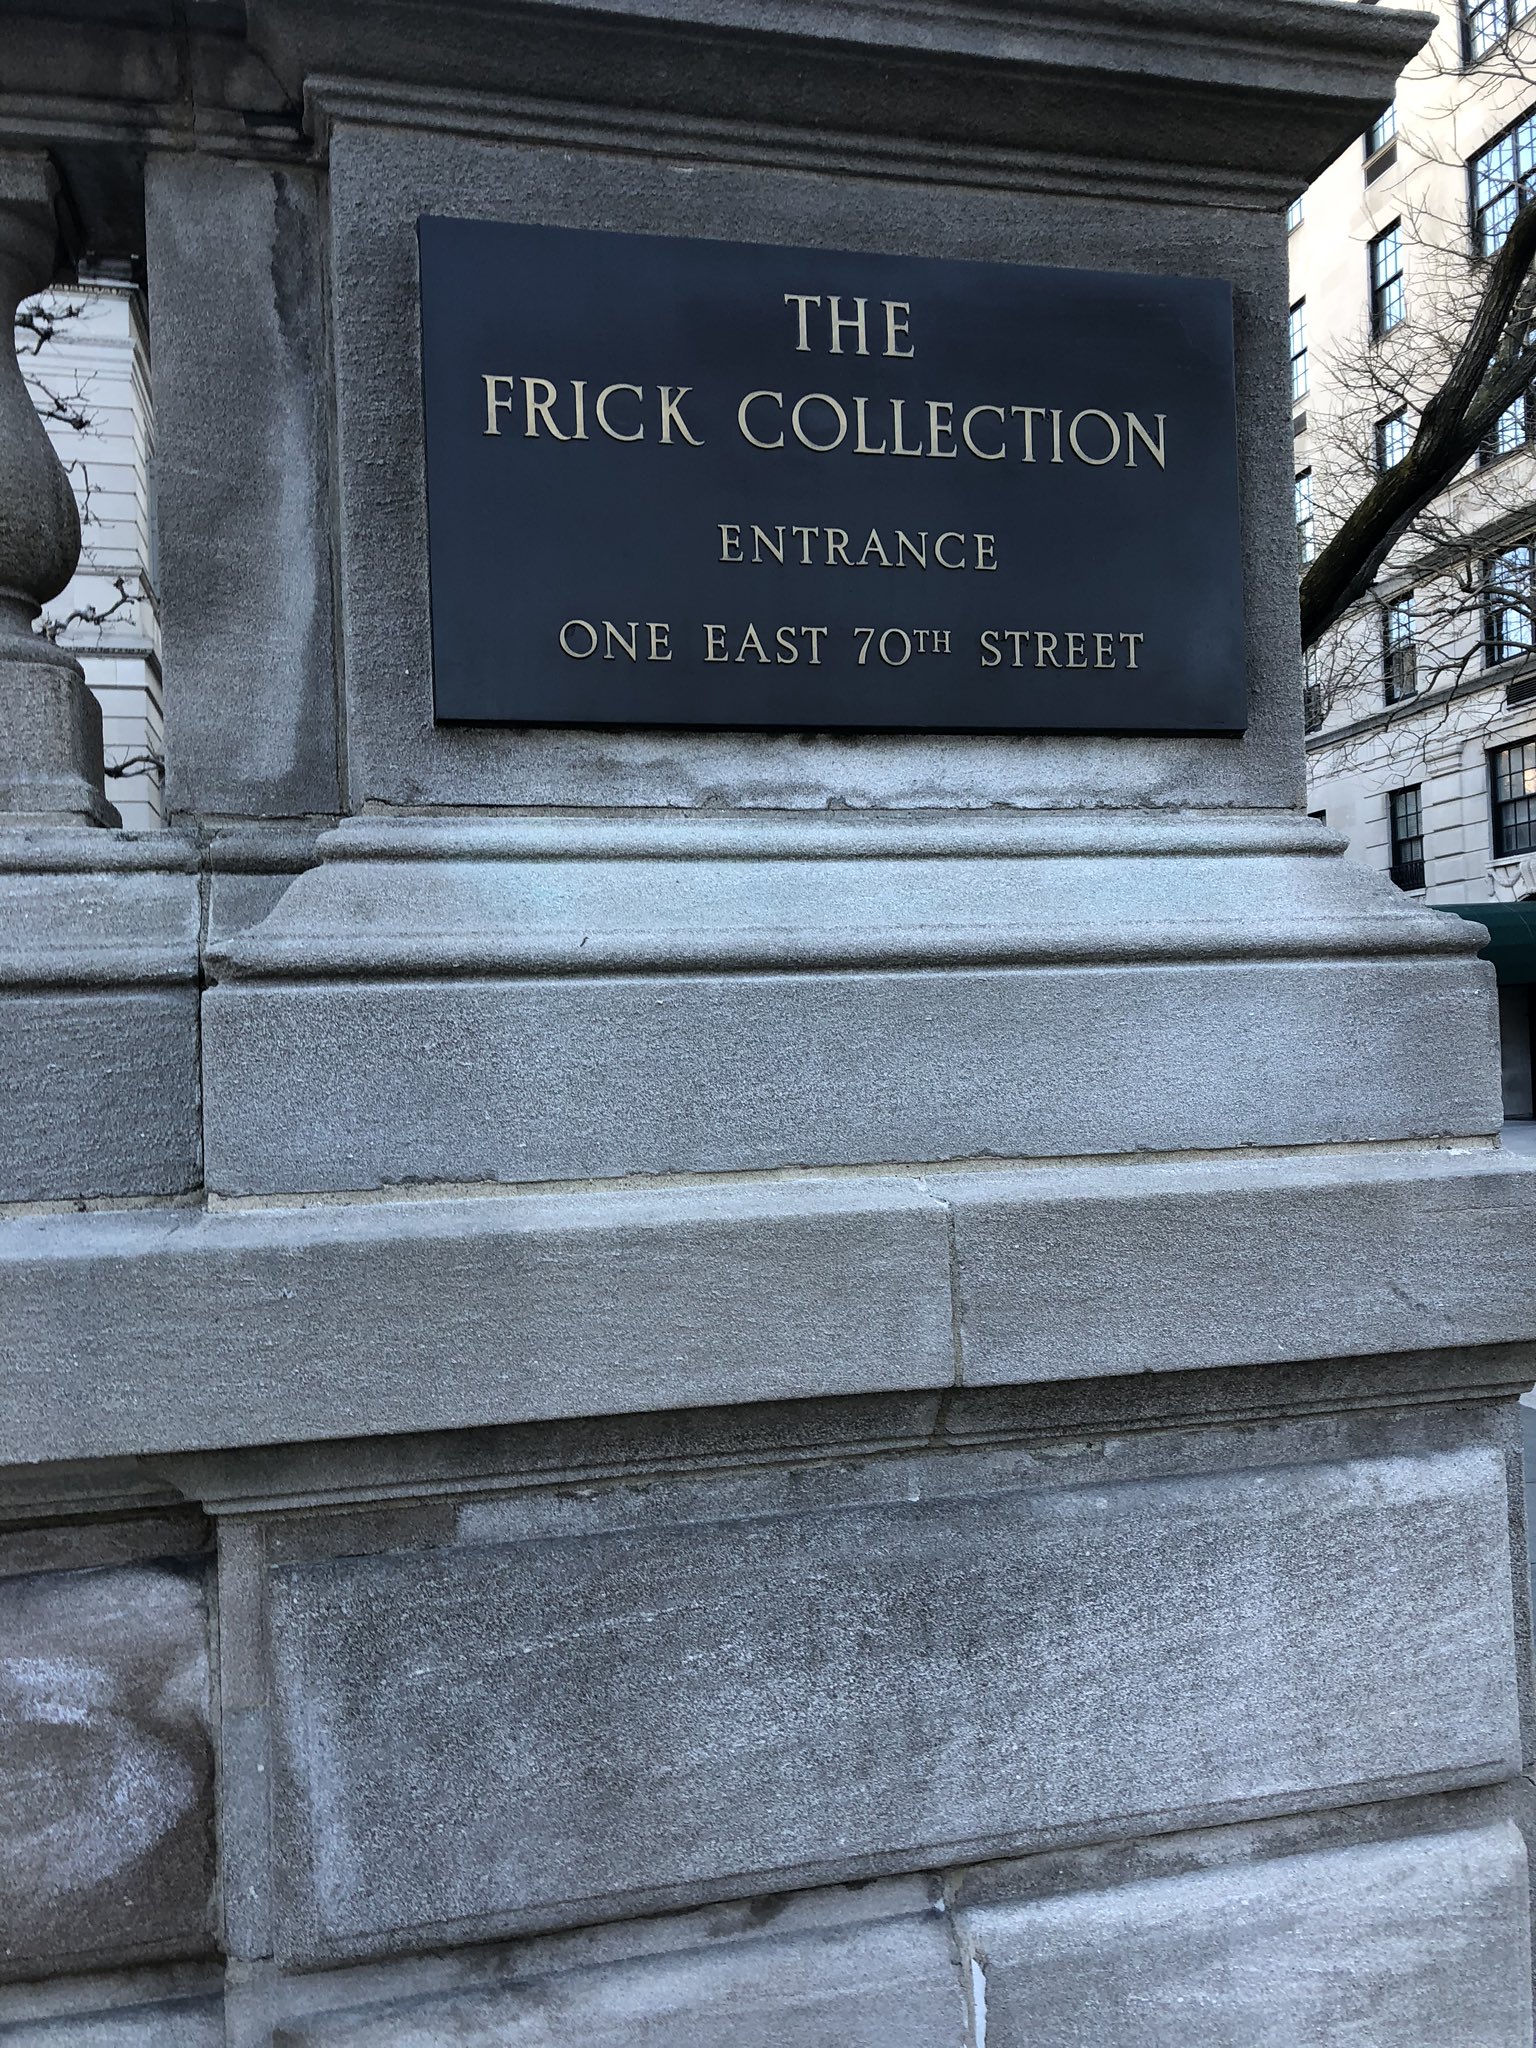 THE
FRICK COLLECTION
ENTRANCE
ONE EAST 70TH STREET